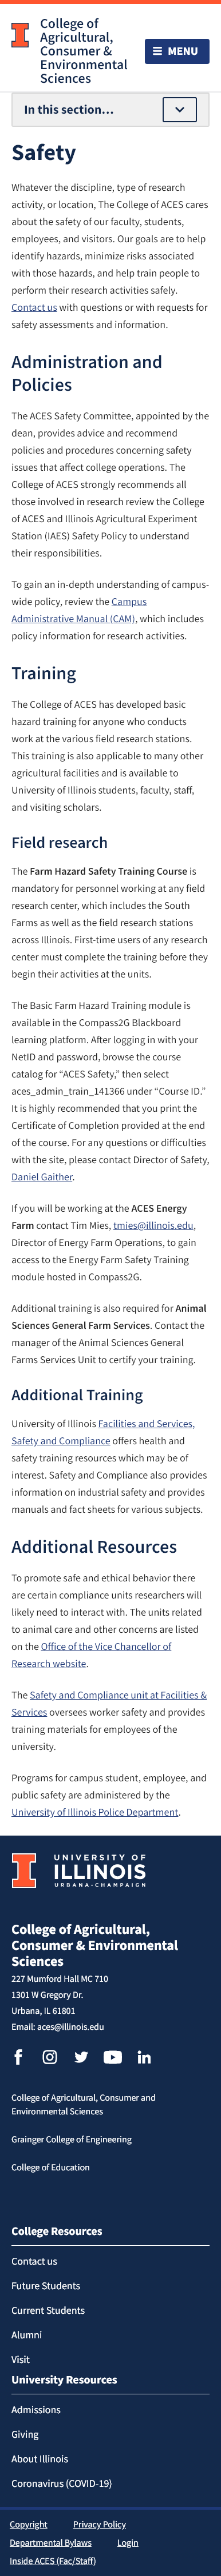 College of
Agricultural,
Consumer &
Environmental
Sciences
MENU
In this section...
Safety
Whatever the discipline, type of research
activity, or location, The College of ACES cares
about the safety of our faculty, students,
employees, and visitors. Our goals are to help
identify hazards, minimize risks associated
with those hazards, and help train people to
perform their research activities safely.
Contact us with questions or with requests for
safety assessments and information.
Administration and
Policies
The ACES Safety Committee, appointed by the
dean, provides advice and recommends
policies and procedures concerning safety
issues that affect college operations. The
College of ACES strongly recommends all
those involved in research review the College
of ACES and Illinois Agricultural Experiment
Station (IAES) Safety Policy to understand
their responsibilities.
To gain an in-depth understanding of campus-
wide policy, review the Campus
Administrative Manual (CAM), which includes
policy information for research activities.
Training
The College of ACES has developed basic
hazard training for anyone who conducts
work at the various field research stations.
This training is also applicable to many other
agricultural facilities and is available to
University of Illinois students, faculty, staff,
and visiting scholars.
Field research
The Farm Hazard Safety Training Course is
mandatory for personnel working at any field
research center, which includes the South
Farms as well as the field research stations
across Illinois. First-time users of any research
center must complete the training before they
begin their activities at the units.
The Basic Farm Hazard Training module is
available in the Compass2G Blackboard
learning platform. After logging in with your
NetID and password, browse the course
catalog for “ACES Safety,” then select
aces_admin_train_141366 under “Course ID.”
It is highly recommended that you print the
Certificate of Completion provided at the end
of the course. For any questions or difficulties
with the site, please contact Director of Safety,
Daniel Gaither.
If you will be working at the ACES Energy
Farm contact Tim Mies, tmies@illinois.edu,
Director of Energy Farm Operations, to gain
access to the Energy Farm Safety Training
module hosted in Compass2G.
Additional training is also required for Animal
Sciences General Farm Services. Contact the
manager of the Animal Sciences General
Farms Services Unit to certify your training.
Additional Training
University of Illinois Facilities and Services,
Safety and Compliance offers health and
safety training resources which may be of
interest. Safety and Compliance also provides
information on industrial safety and provides
manuals and fact sheets for various subjects.
Additional Resources
To promote safe and ethical behavior there
are certain compliance units researchers will
likely need to interact with. The units related
to animal care and other concerns are listed
on the Office of the Vice Chancellor of
Research website.
The Safety and Compliance unit at Facilities &
Services oversees worker safety and provides
training materials for employees of the
university.
Programs for campus student, employee, and
public safety are administered by the
University of Illinois Police Department.
UNIVERSITY OF
ILLINOIS
URBANA-CHAMPAIGN
College of Agricultural,
Consumer & Environmental
Sciences
227 Mumford Hall MC 710
1301 W Gregory Dr.
Urbana, IL 61801
Email: aces@illinois.edu
College of Agricultural, Consumer and
Environmental Sciences
Grainger College of Engineering
College of Education
College Resources
Contact us
Future Students
Current Students
Alumni
Visit
University Resources
Admissions
Giving
About Illinois
Coronavirus (COVID-19)
Copyright Privacy Policy
Departmental Bylaws Login
Inside ACES (Fac/Staff)